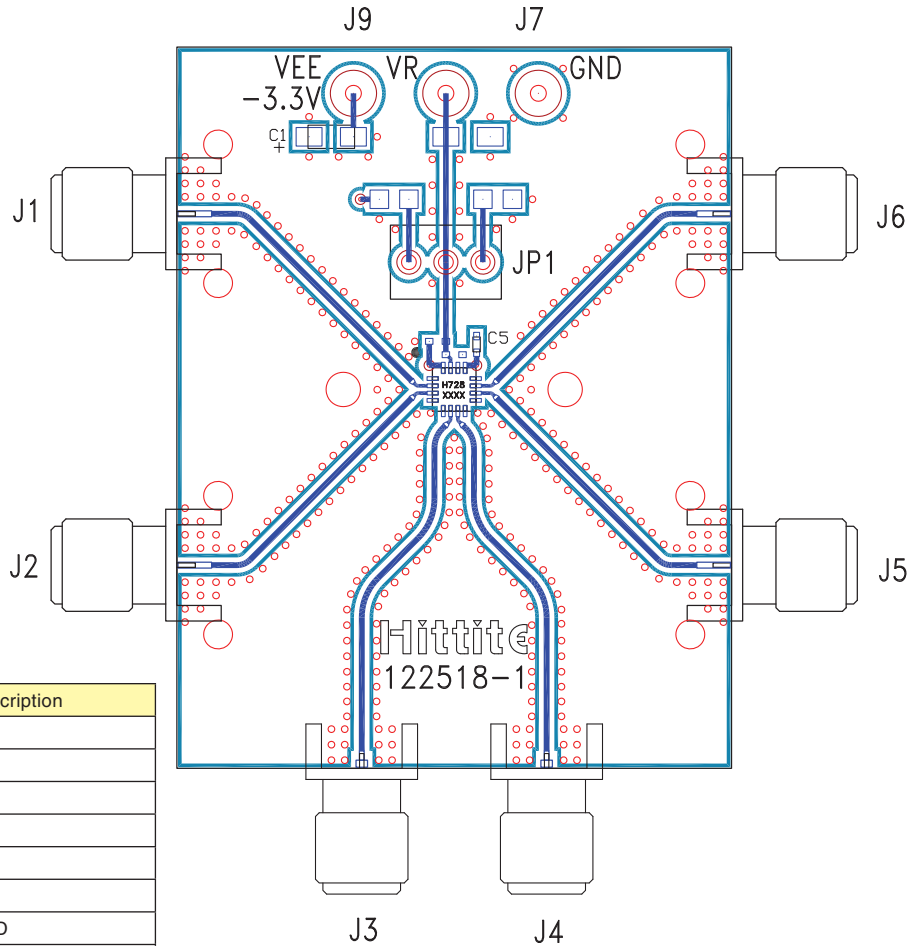 J9
J7
VEE
VR
GND
-3.3V
C1
+
J1
J6
JP1
C5
H728
XXXX
J2
J5
Hittite
122518-1
cription
D
J3
J4